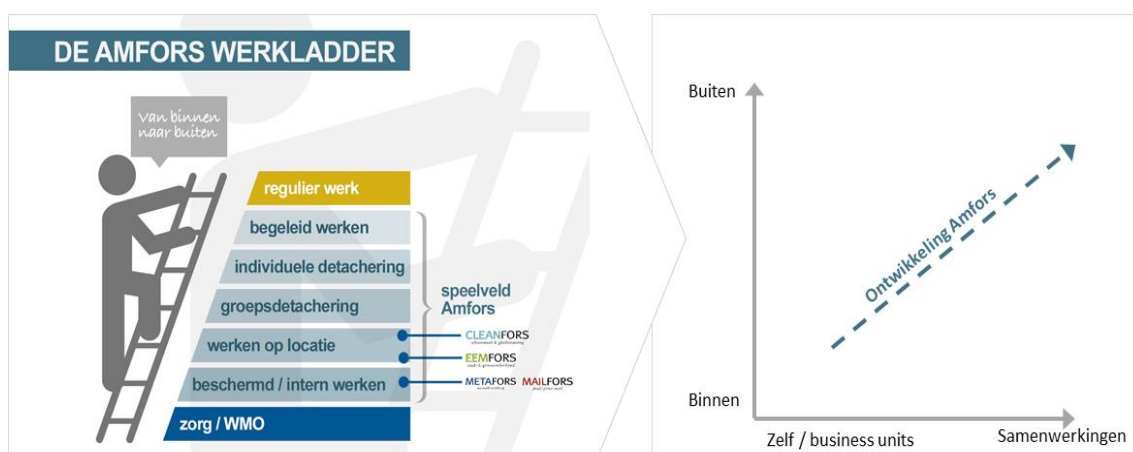 DE AMFORS WERKLADDER
van binnen
naar buiten
regulier werk
begeleid werken
individuele detachering
groepsdetachering
werken op locatie
beschermd / intern werken
zorg / WMO
speelveld
Amfors
CLEANFORS
EEMFORS
METAFORS MAILFORS
Buiten
Ontwikkeling Amfors
Binnen
Zelf / business units
Samenwerkingen